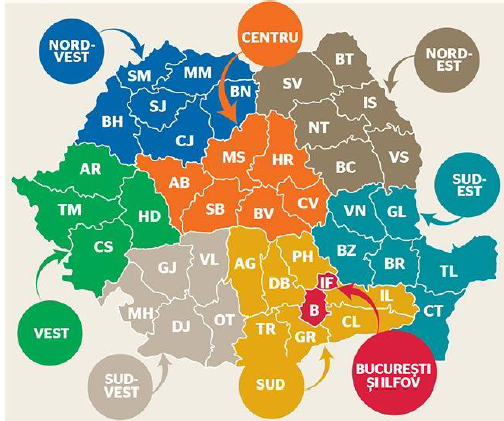 NORD-
VEST
CENTRU
NORD-
EST
SUD-
EST
VEST
SUD-
VEST
SUD
BUCUREȘTI
ȘI ILFOV
SM
MM
BN
SJ
BH
CJ
SV
BT
IS
NT
BC
VS
MS
HR
AB
SB
BV
CV
AR
TM
HD
CS
VN
GL
BZ
BR
TL
CT
GJ
VL
MH
DJ
OT
AG
PH
DB
IF
B
IL
TR
GR
CL